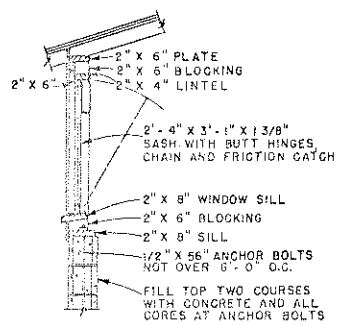 2" X 6" PLATE
2" X 6" BLOCKING
2" X 6"
2" X 4" LINTEL
2'-4" X 3'-1" X 1 3/8"
SASH WITH BUTT HINGES,
CHAIN AND FRICTION CATCH
2" X 8" WINDOW SILL
2" X 6" BLOCKING
2" X 8" SILL
1/2" X 56" ANCHOR BOLTS
NOT OVER 6'-0" O.C.
FILL TOP TWO COURSES
WITH CONCRETE AND ALL
CORES AT ANCHOR BOLTS